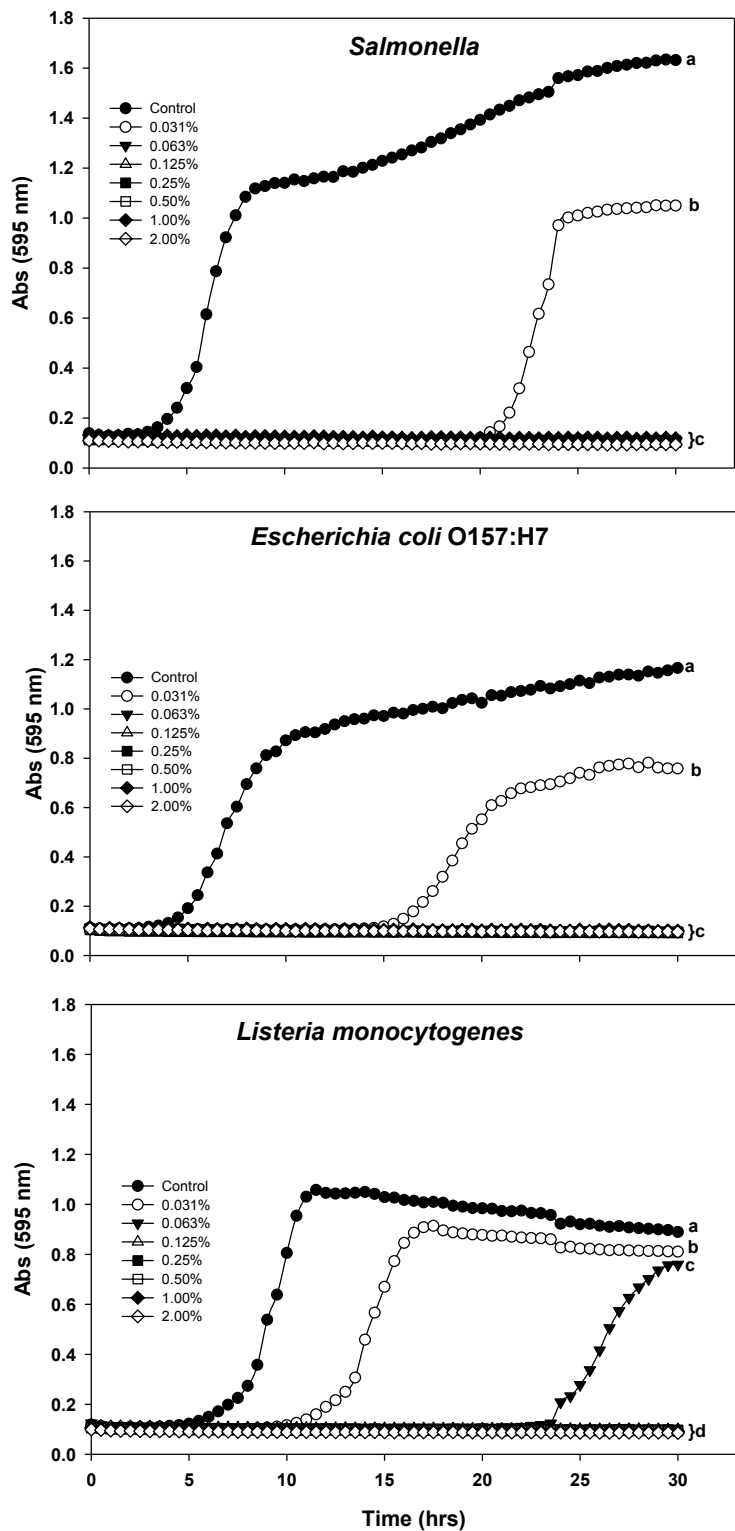 Salmonella
Abs (595 nm)
1.8
1.6
1.4
1.2
1.0
0.8
0.6
0.4
0.2
0.0
Control
0.031%
0.063%
0.125%
0.25%
0.50%
1.00%
2.00%
a
b
}c
Escherichia coli O157:H7
Abs (595 nm)
1.8
1.6
1.4
1.2
1.0
0.8
0.6
0.4
0.2
0.0
Control
0.031%
0.063%
0.125%
0.25%
0.50%
1.00%
2.00%
a
b
}c
Listeria monocytogenes
Abs (595 nm)
1.8
1.6
1.4
1.2
1.0
0.8
0.6
0.4
0.2
0.0
Control
0.031%
0.063%
0.125%
0.25%
0.50%
1.00%
2.00%
a
b
c
}d
0 5 10 15 20 25 30
Time (hrs)